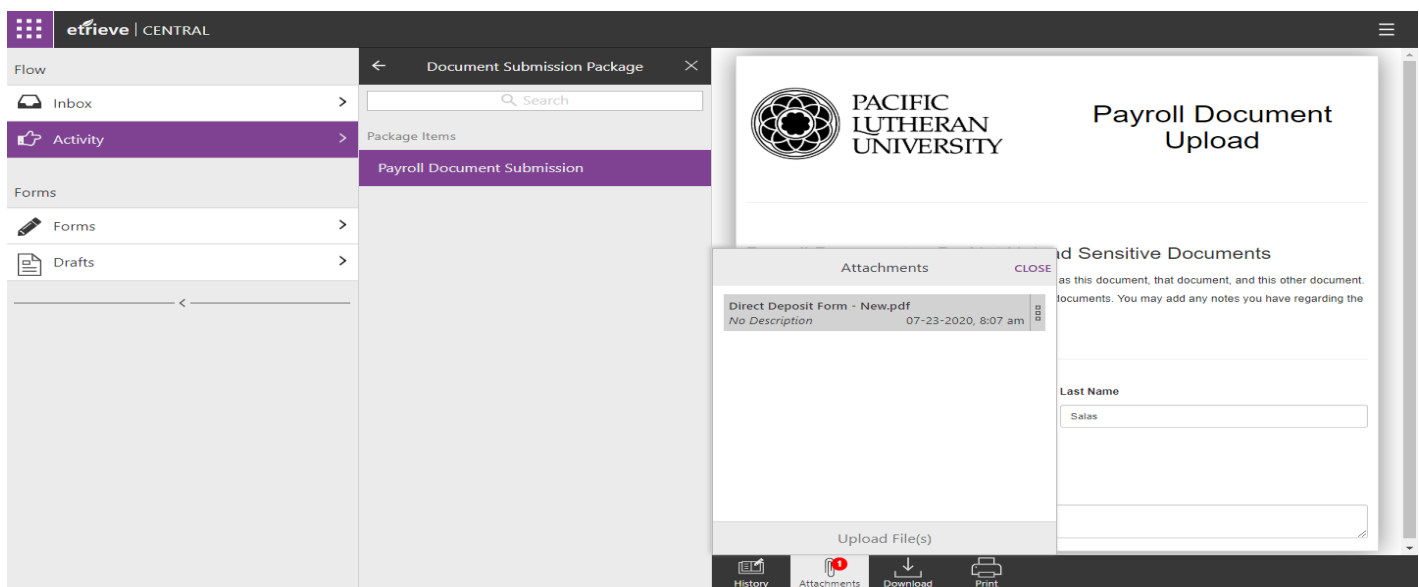 etrieve | CENTRAL
Flow
Inbox
Activity
Forms
Forms
Drafts
Document Submission Package
Search
Package Items
Payroll Document Submission
PACIFIC
LUTHERAN
UNIVERSITY
Payroll Document
Upload
d Sensitive Documents
as this document, that document, and this other document.
documents. You may add any notes you have regarding the
Last Name
Salas
Attachments
CLOSE
Direct Deposit Form - New.pdf
No Description 07-23-2020, 8:07 am
Upload File(s)
History
1
Attachments
Download
Print